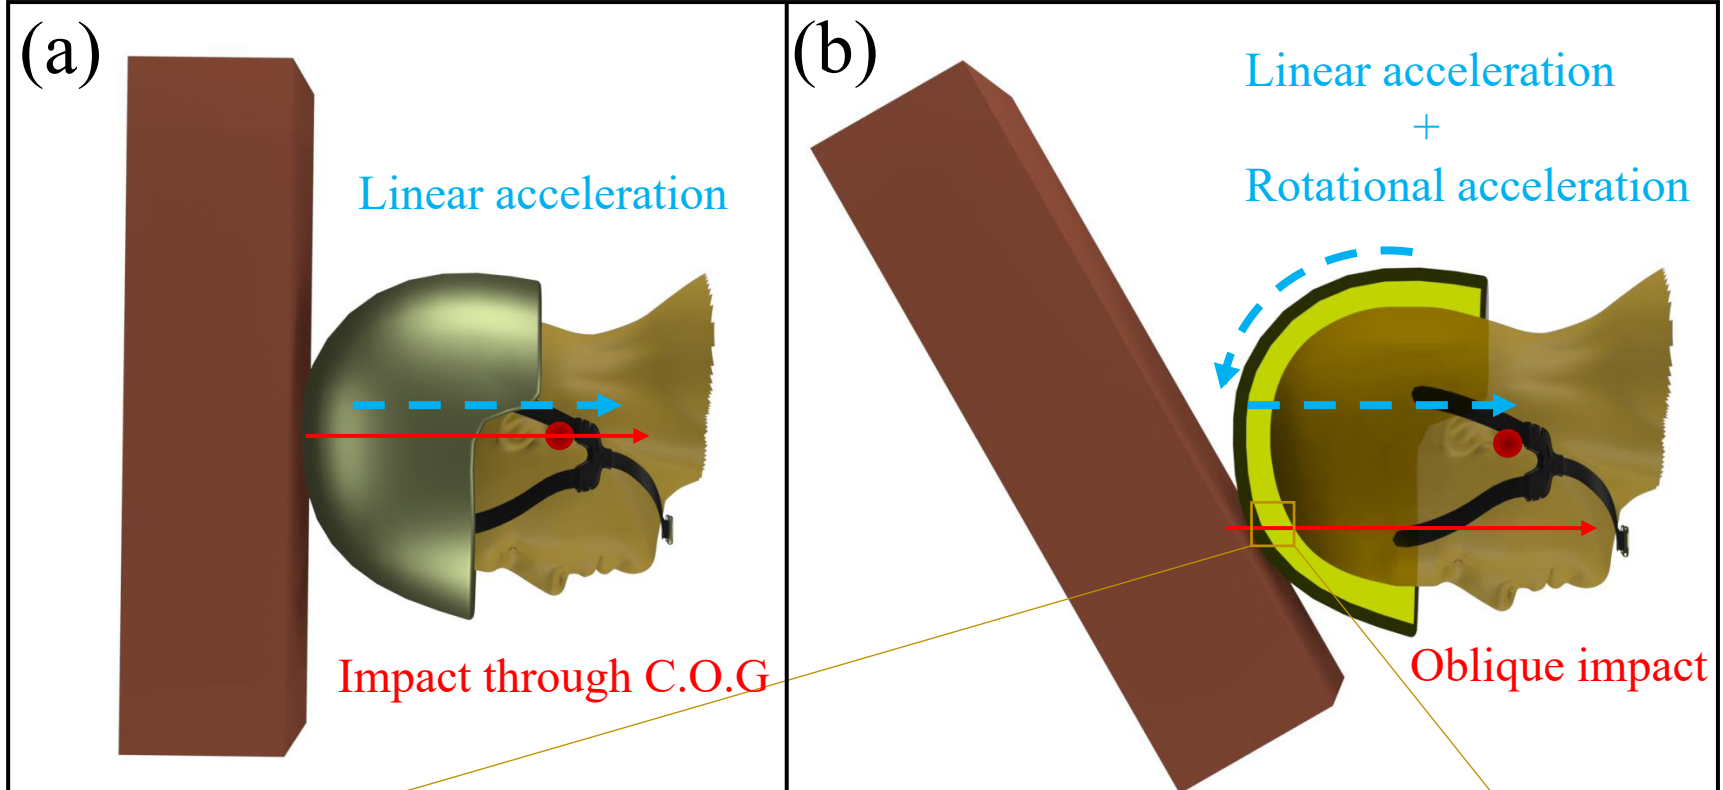 (a)
Linear acceleration
Impact through C.O.G
(b)
Linear acceleration
+
Rotational acceleration
Oblique impact